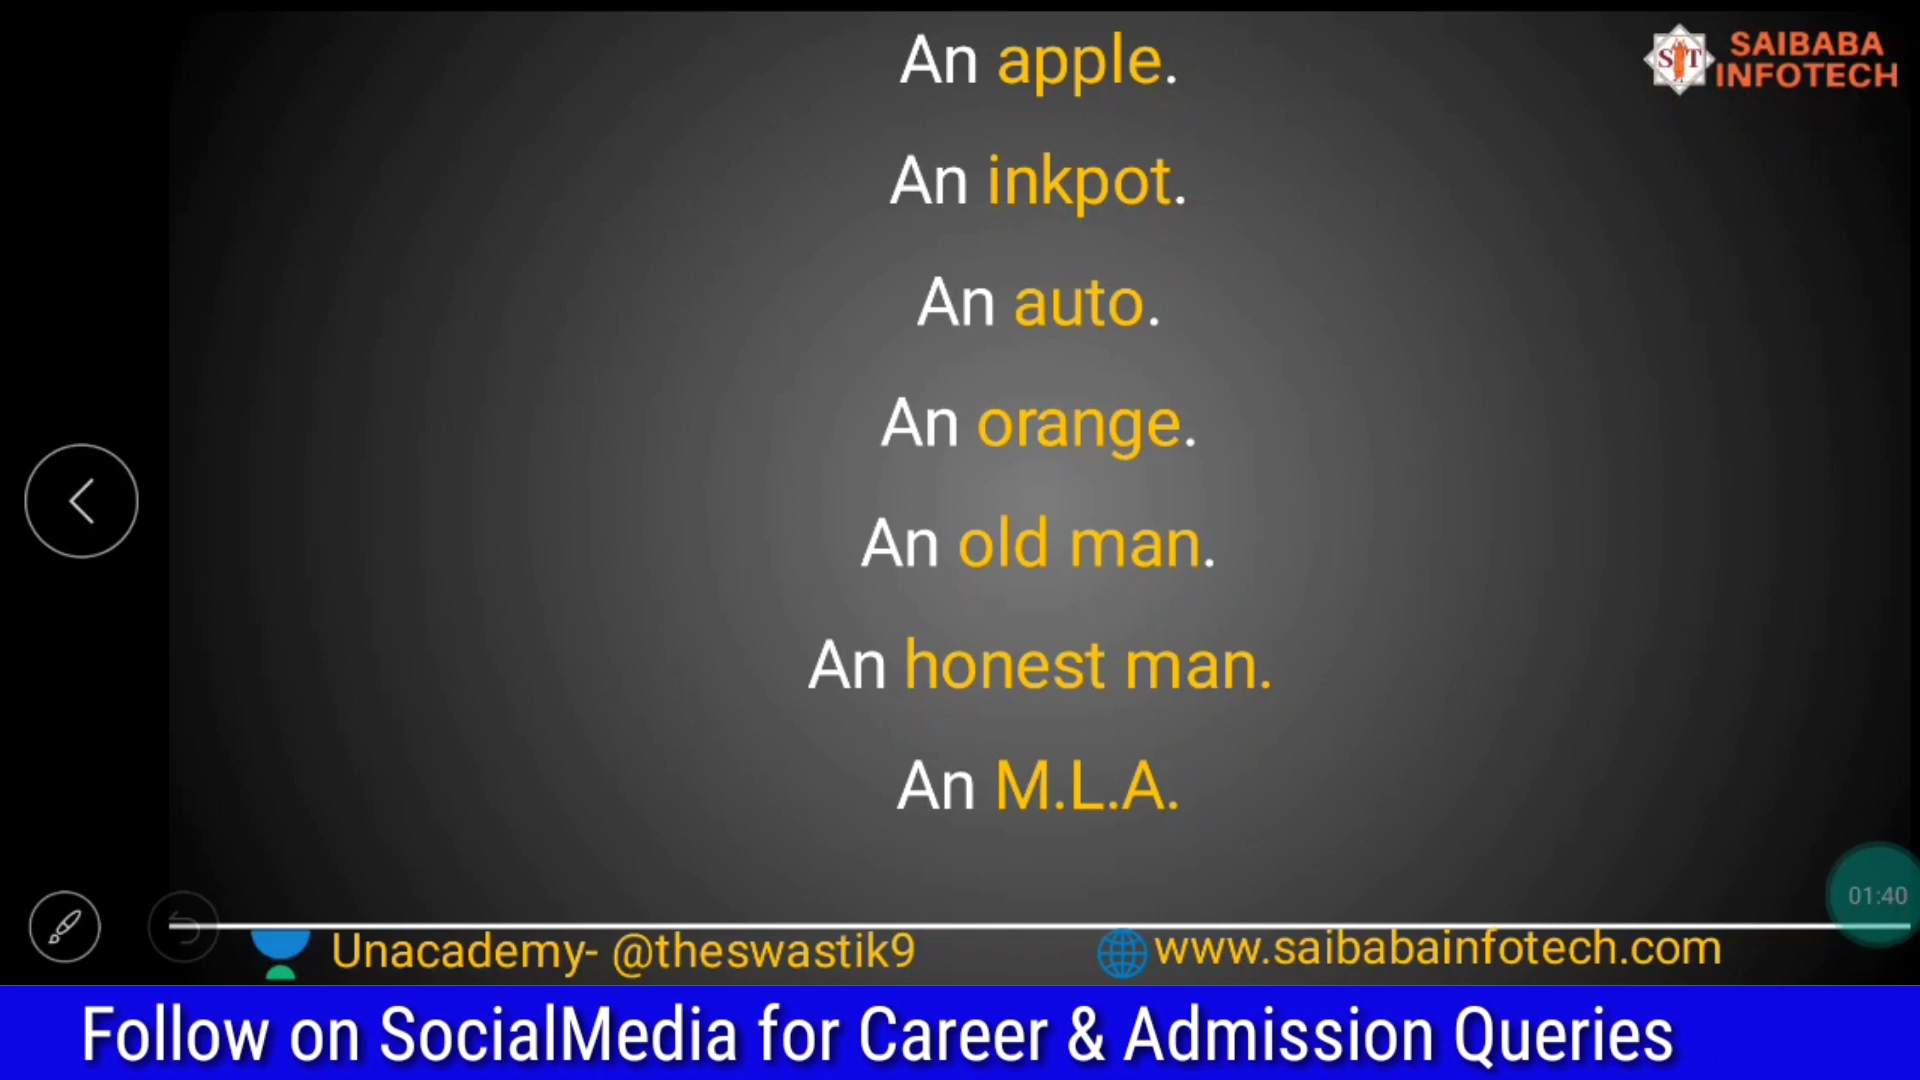 SAIBABA
INFOTECH
SIT
An apple.
An inkpot.
An auto.
An orange.
An old man.
An honest man.
An M.L.A.
01:40
Unacademy- @theswastik9
www.saibabainfotech.com
Follow on SocialMedia for Career & Admission Queries